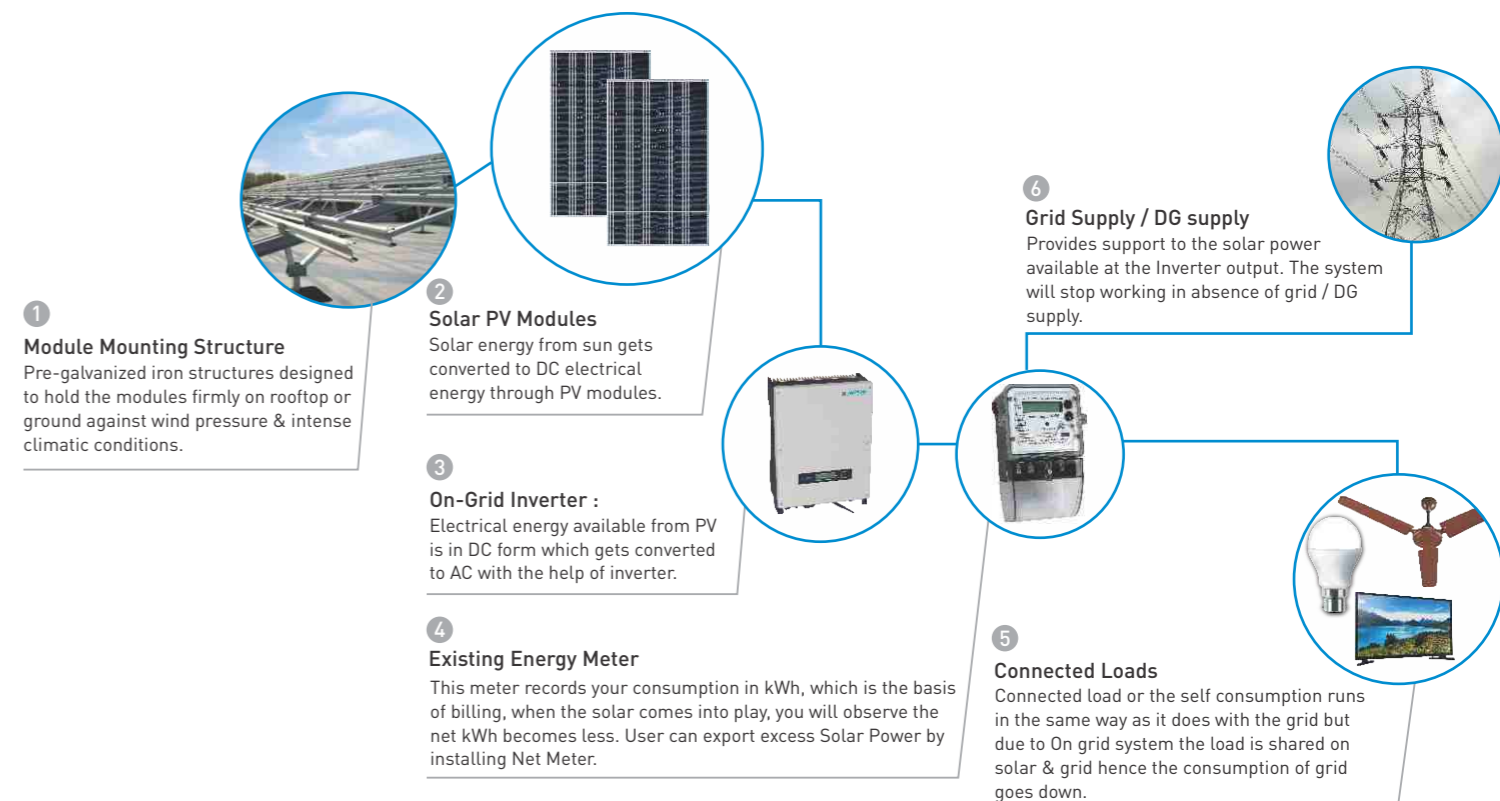 1
Module Mounting Structure
Pre-galvanized iron structures designed
to hold the modules firmly on rooftop or
ground against wind pressure & intense
climatic conditions.
2
Solar PV Modules
Solar energy from sun gets
converted to DC electrical
energy through PV modules.
3
On-Grid Inverter :
Electrical energy available from PV
is in DC form which gets converted
to AC with the help of inverter.
4
Existing Energy Meter
This meter records your consumption in kWh, which is the basis
of billing, when the solar comes into play, you will observe the
net kWh becomes less. User can export excess Solar Power by
installing Net Meter.
5
Connected Loads
Connected load or the self consumption runs
in the same way as it does with the grid but
due to On grid system the load is shared on
solar & grid hence the consumption of grid
goes down.
6
Grid Supply / DG supply
Provides support to the solar power
available at the Inverter output. The system
will stop working in absence of grid / DG
supply.